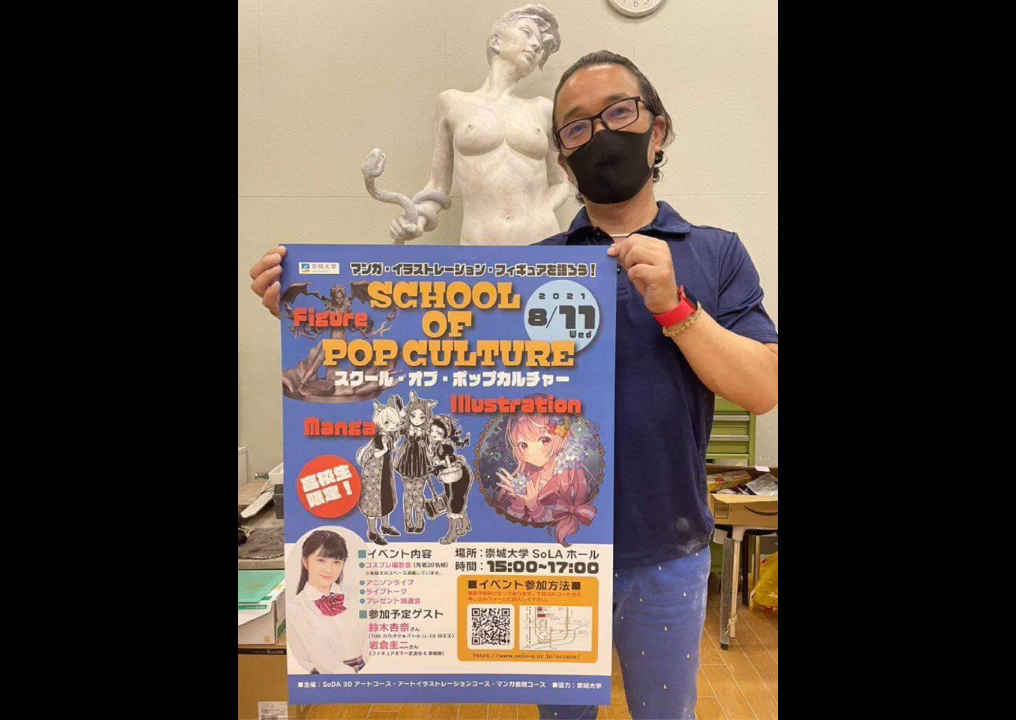 崇城大学
マンガ・イラストレーション・フィギュアを語ろう！
SCHOOL
OF
POP CULTURE
スクール・オブ・ポップカルチャー
2021
8/11
Wed
Figure
Illustration
Manga
高校生
限定！
■イベント内容
●コスプレ撮影会（先着20名様）
●アニソンライブ
●ライブトーク
●プレゼント抽選会
■参加予定ゲスト
鈴木杏奈さん
岩倉圭二さん
場所：崇城大学 SoLA ホール
時間：15:00~17:00
■イベント参加方法■
■主催：SoDA 3D アートコース・アートイラストレーションコース・マンガ表現コース ■協力：崇城大学